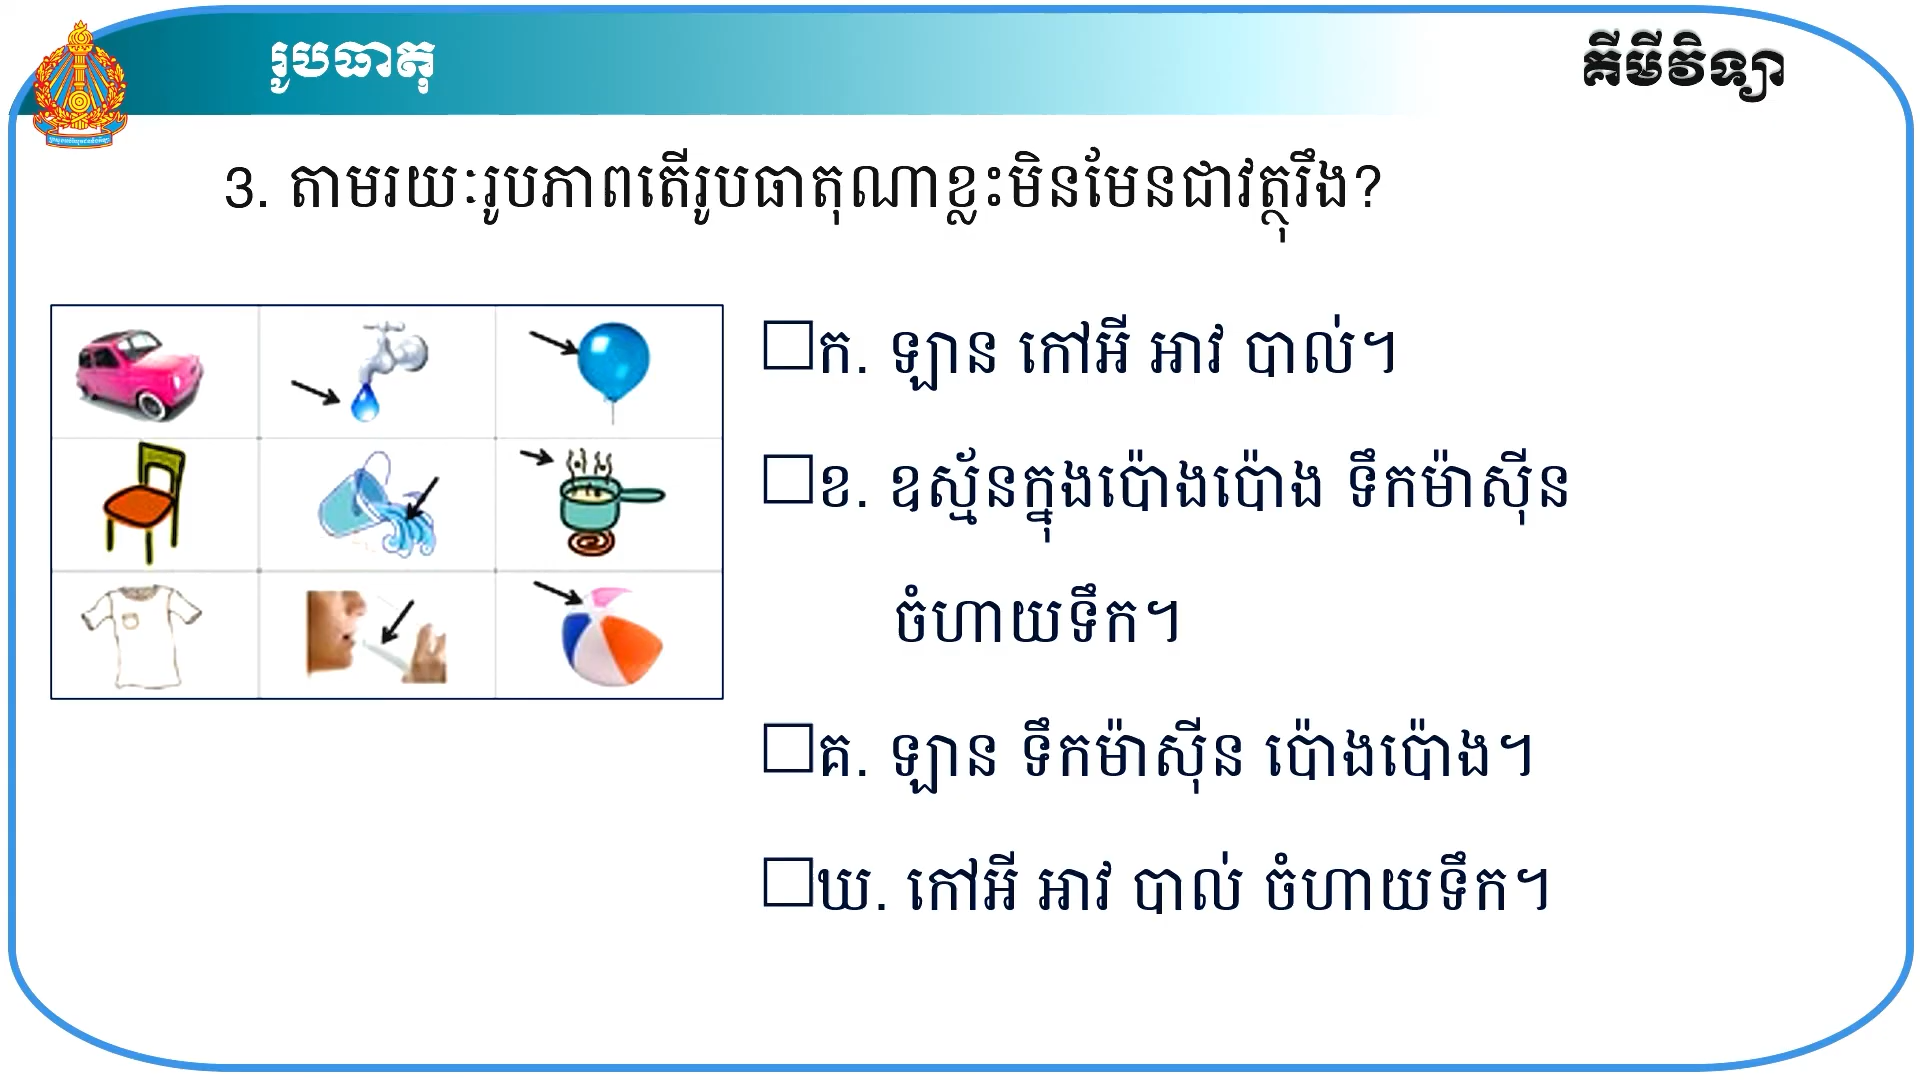 រូបធាតុ
គីមីវិទ្យា
3. តាមរយៈរូបភាពតើរូបធាតុណាខ្លះមិនមែនជាវត្ថុរឹង?
ក. ឡាន កៅអី អាវ បាល់។
ខ. ឧស្ម័នក្នុងប៉ោងប៉ោង ទឹកម៉ាស៊ីន
ចំហាយទឹក។
គ. ឡាន ទឹកម៉ាស៊ីន ប៉ោងប៉ោង។
ឃ. កៅអី អាវ បាល់ ចំហាយទឹក។